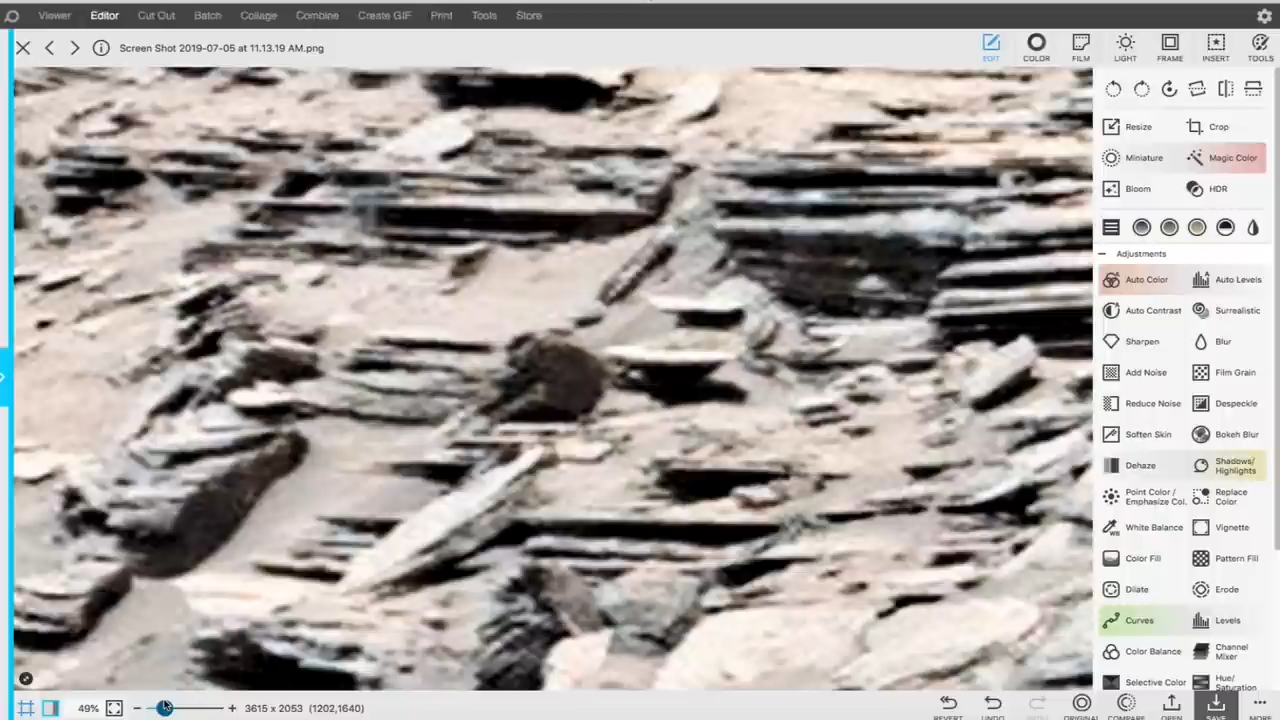 Viewer Editor Cut Out Batch Collage Combine Create GIF Print Tools Store
Screen Shot 2019-07-05 at 11.13.19 AM.png
EDIT COLOR FILM LIGHT FRAME INSERT TOOLS
Resize Crop
Miniature Magic Color
Bloom HDR
Adjustments
Auto Color Auto Levels
Auto Contrast Surrealistic
Sharpen Blur
Add Noise Film Grain
Reduce Noise Despeckle
Soften Skin Bokeh Blur
Dehaze Shadows/
Highlights
Point Color / Replace
Emphasize Col. Color
White Balance Vignette
Color Fill Pattern Fill
Dilate Erode
Curves Levels
Color Balance Channel
Mixer
Selective Color Hue/
Saturation
49% 3615 x 2053 (1202,1640)
REVERT UNDO ORIGINAL COMPARE OPEN SAVE MORE